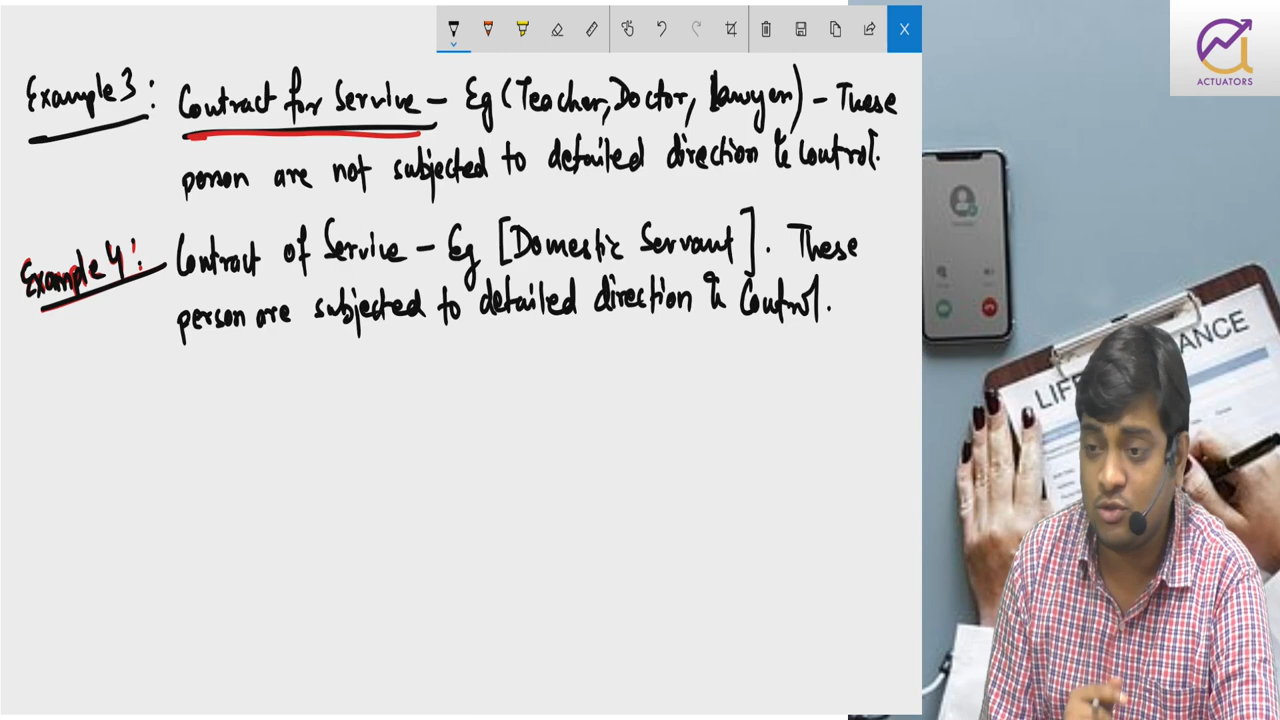 ACTUATORS
Example 3: Contract for Service - Eg (Teacher, Doctor, Lawyer) - These
person are not subjected to detailed direction & Control.
Example 4: Contract of Service - Eg [Domestic Servant]. These
person are subjected to detailed direction & Control.
LIFE
ANCE